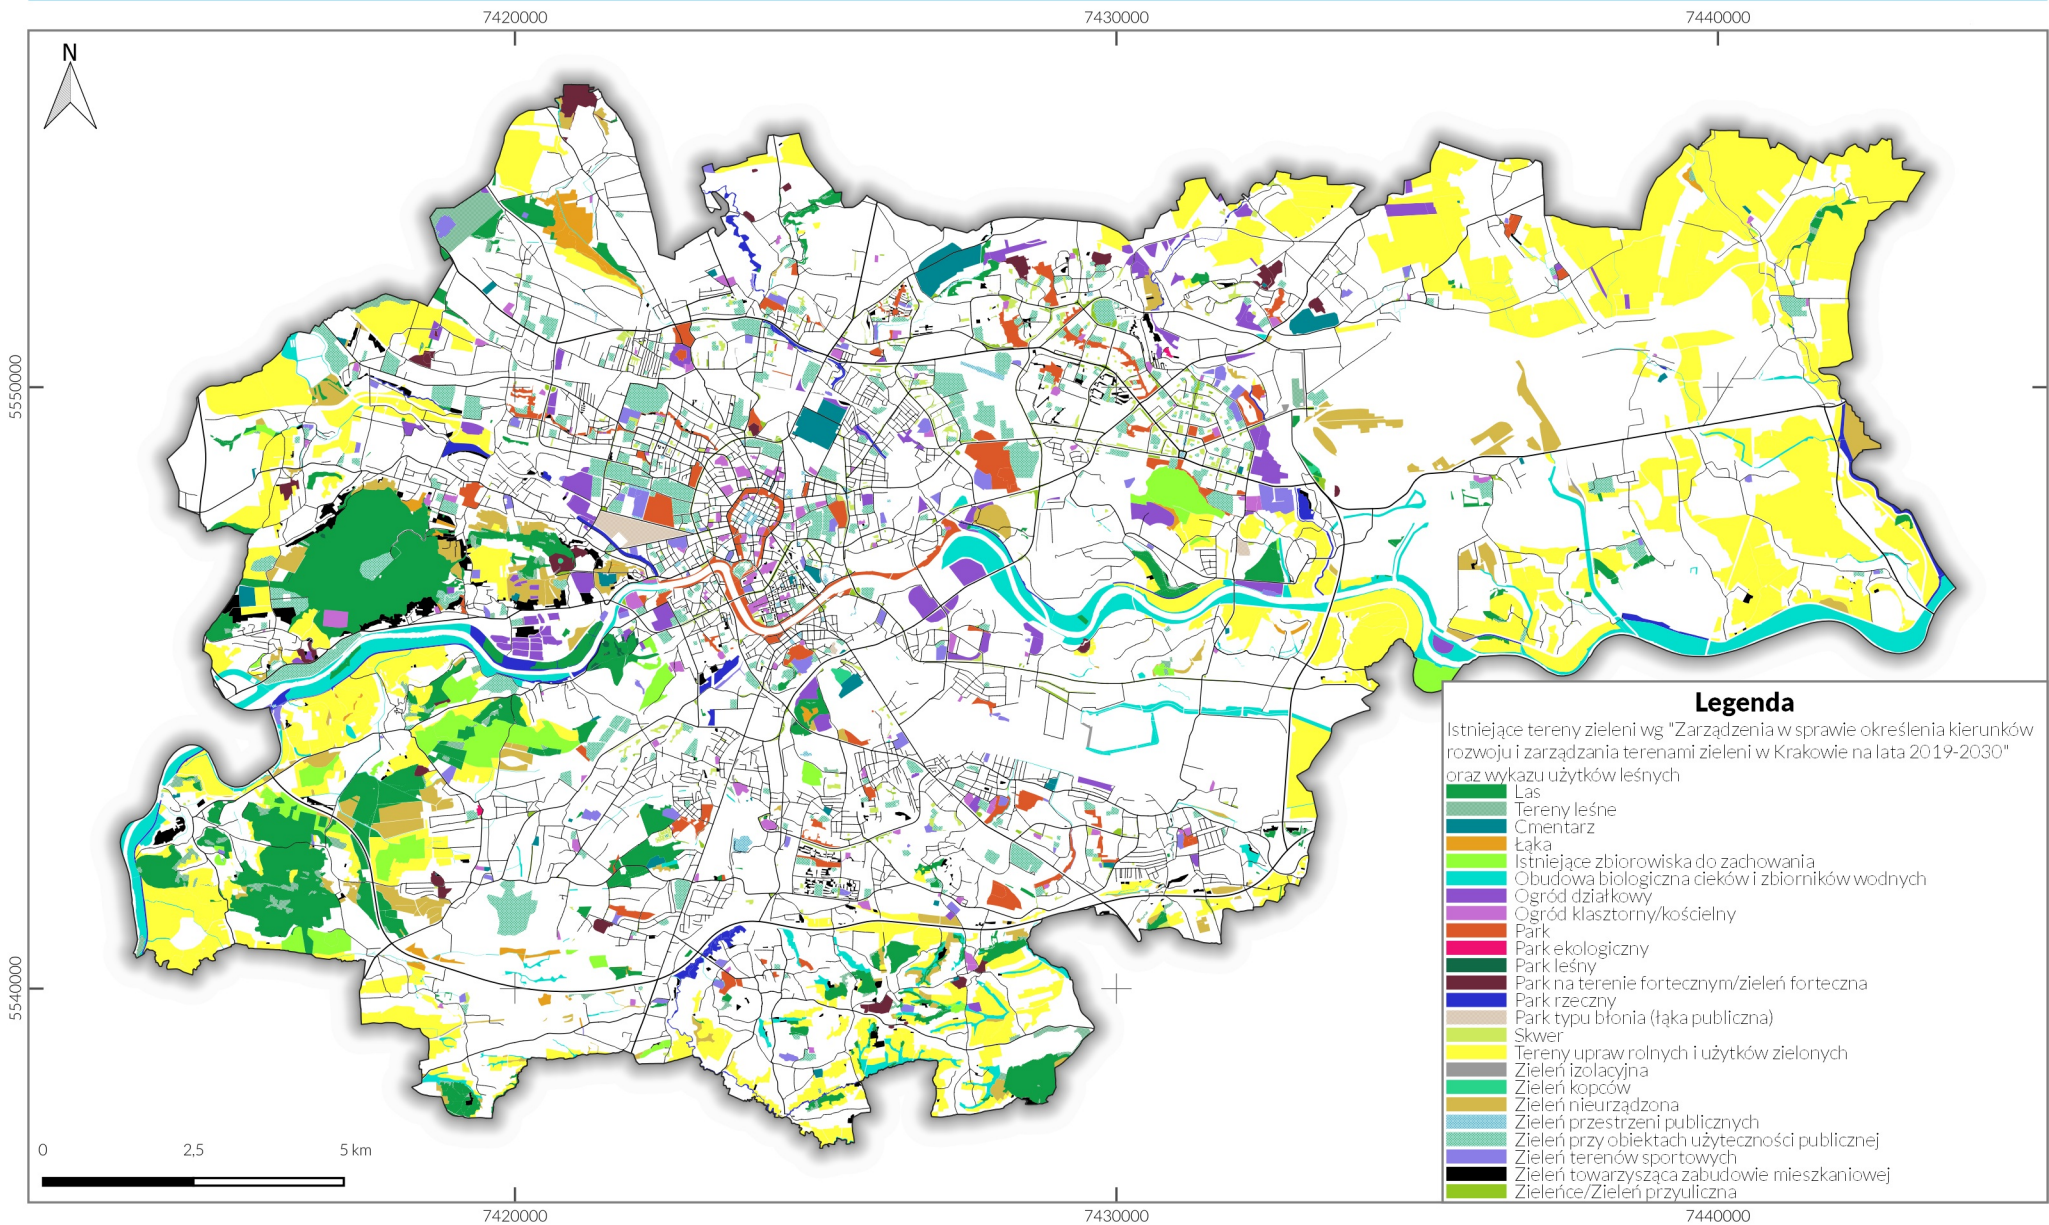 7420000
7430000
7440000
N
5550000
5540000
Legenda
Istniejące tereny zieleni wg "Zarządzenia w sprawie określenia kierunków
rozwoju i zarządzania terenami zieleni w Krakowie na lata 2019-2030"
oraz wykazu użytków leśnych
Las
Tereny leśne
Cmentarz
Łąka
Istniejące zbiorowiska do zachowania
Obudowa biologiczna cieków i zbiorników wodnych
Ogród działkowy
Ogród klasztorny/kościelny
Park
Park ekologiczny
Park leśny
Park na terenie fortecznym/zieleń forteczna
Park rzeczny
Park typu błonia (łąka publiczna)
Skwer
Tereny upraw rolnych i użytków zielonych
Zieleń izolacyjna
Zieleń kopców
Zieleń nieurządzona
Zieleń przestrzeni publicznych
Zieleń przy obiektach użyteczności publicznej
Zieleń terenów sportowych
Zieleń towarzysząca zabudowie mieszkaniowej
Zieleńce/Zieleń przyuliczna
0
2,5
5 km
7420000
7430000
7440000